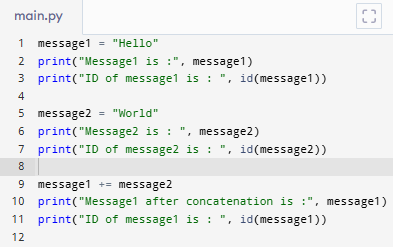 main.py
1 message1 = "Hello"
2 print("Message1 is :", message1)
3 print("ID of message1 is : ", id(message1))
4
5 message2 = "World"
6 print("Message2 is : ", message2)
7 print("ID of message2 is : ", id(message2))
8
9 message1 += message2
10 print("Message1 after concatenation is :", message1)
11 print("ID of message1 is : ", id(message1))
12